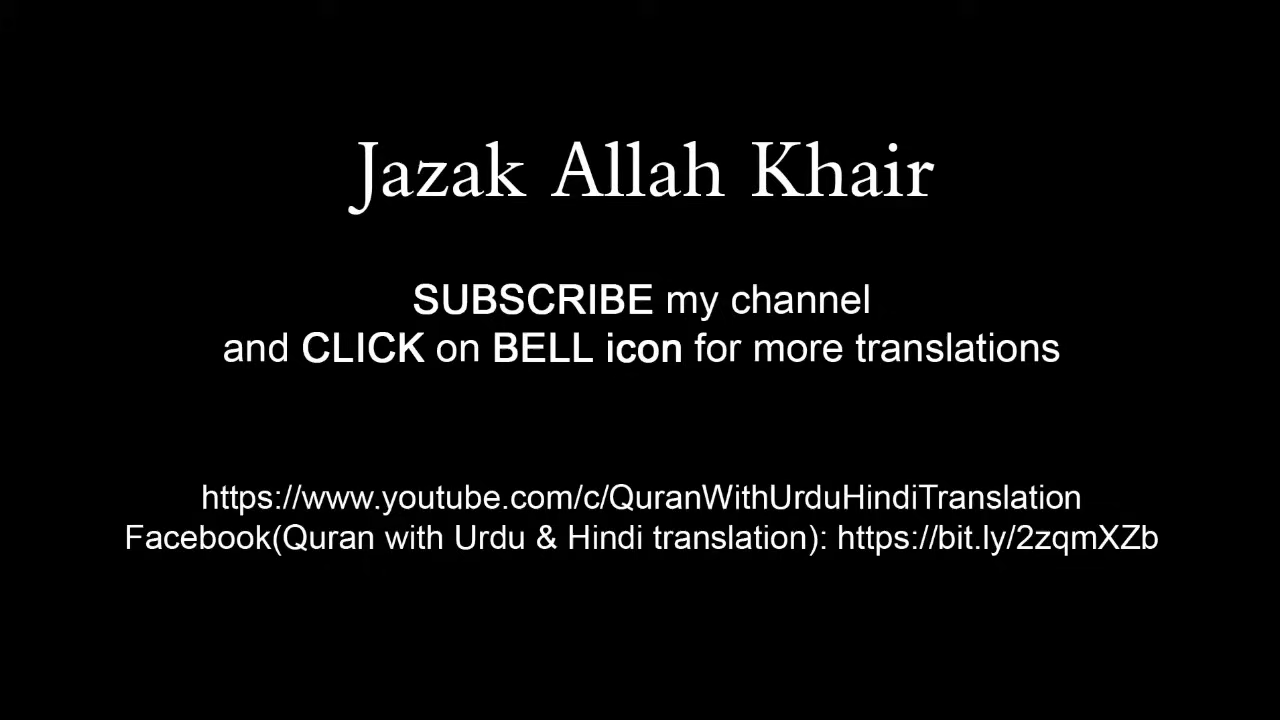 Jazak Allah Khair
SUBSCRIBE my channel
and CLICK on BELL icon for more translations
https://www.youtube.com/c/QuranWithUrduHindiTranslation
Facebook(Quran with Urdu & Hindi translation): https://bit.ly/2zqmXZb